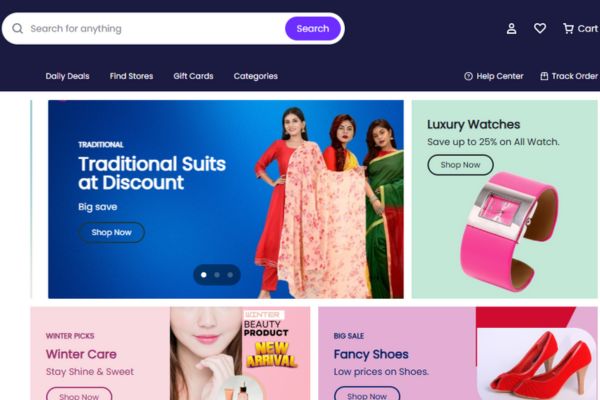 Search for anything
Search
Cart
Daily Deals
Find Stores
Gift Cards
Categories
Help Center
Track Order
TRADITIONAL
Traditional Suits
at Discount
Big save
Shop Now
Luxury Watches
Save up to 25% on All Watch.
Shop Now
WINTER PICKS
Winter Care
Stay Shine & Sweet
Shop Now
WINTER
BEAUTY
PRODUCT
NEW
ARRIVAL
BIG SALE
Fancy Shoes
Low prices on Shoes.
Shop Now